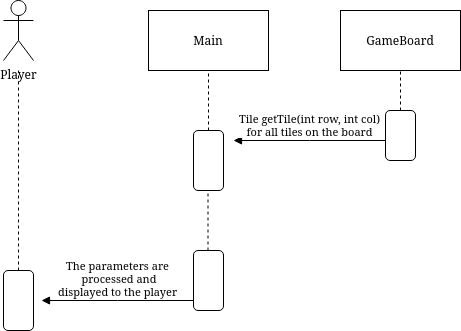 Main
GameBoard
Player
Tile getTile(int row, int col)
for all tiles on the board
The parameters are
processed and
displayed to the player